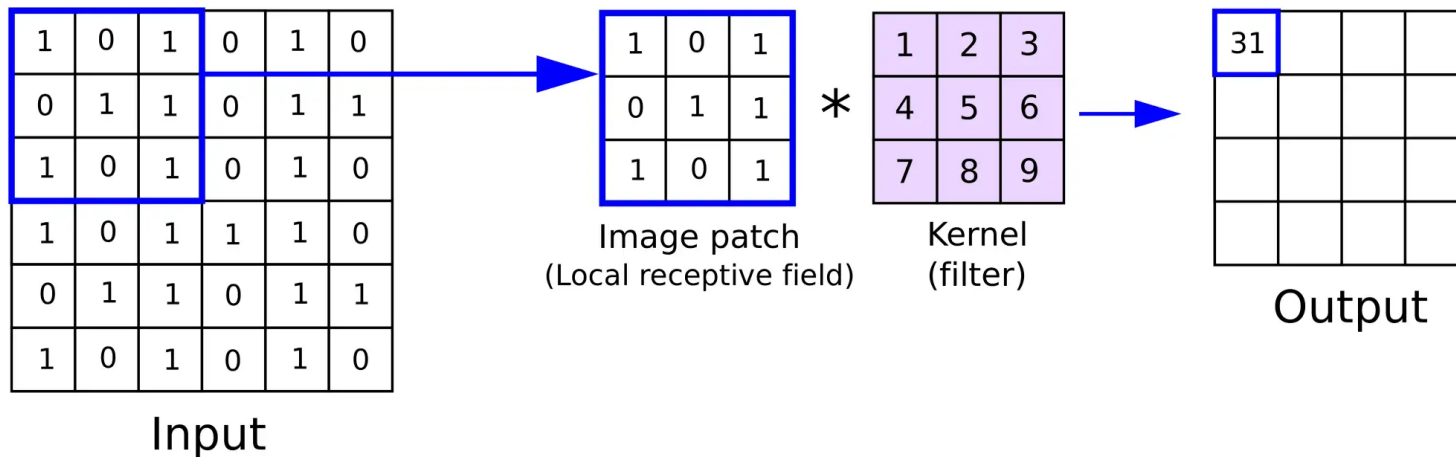 1 0 1 0 1 0
0 1 1 0 1 1
1 0 1 0 1 0
1 0 1 1 1 0
0 1 1 0 1 1
1 0 1 0 1 0
Input
1 0 1
0 1 1
1 0 1
Image patch
(Local receptive field)
*
1 2 3
4 5 6
7 8 9
Kernel
(filter)
31
Output